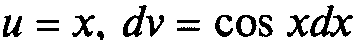 u = x, dv = cos xdx